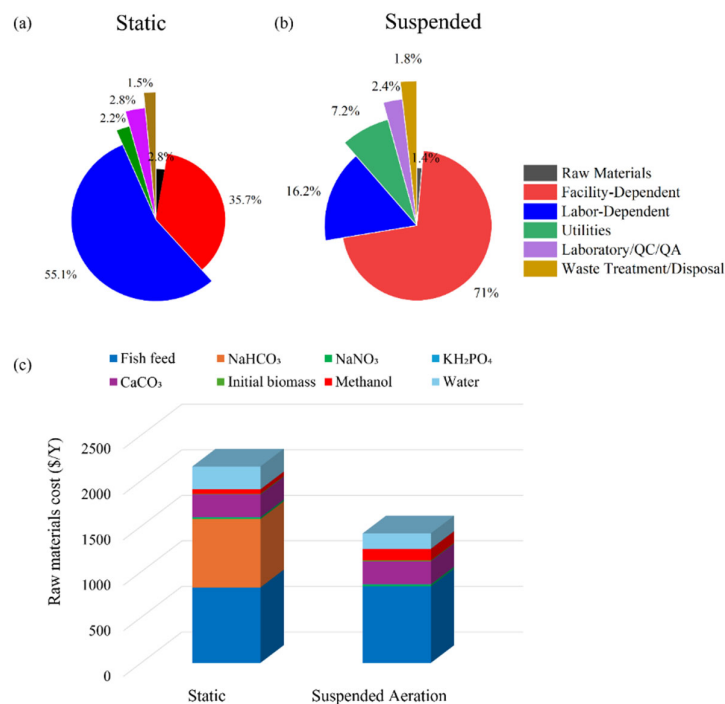 (a) Static (b) Suspended
1.5%
2.8%
2.2%
2.8%
35.7%
55.1%
1.8%
2.4%
7.2%
1.4%
16.2%
71%
Raw Materials
Facility-Dependent
Labor-Dependent
Utilities
Laboratory/QC/QA
Waste Treatment/Disposal
(c)
Fish feed NaHCO₃ NaNO₃ KH₂PO₄
CaCO₃ Initial biomass Methanol Water
Raw materials cost ($/Y)
2500
2000
1500
1000
500
0
Static Suspended Aeration